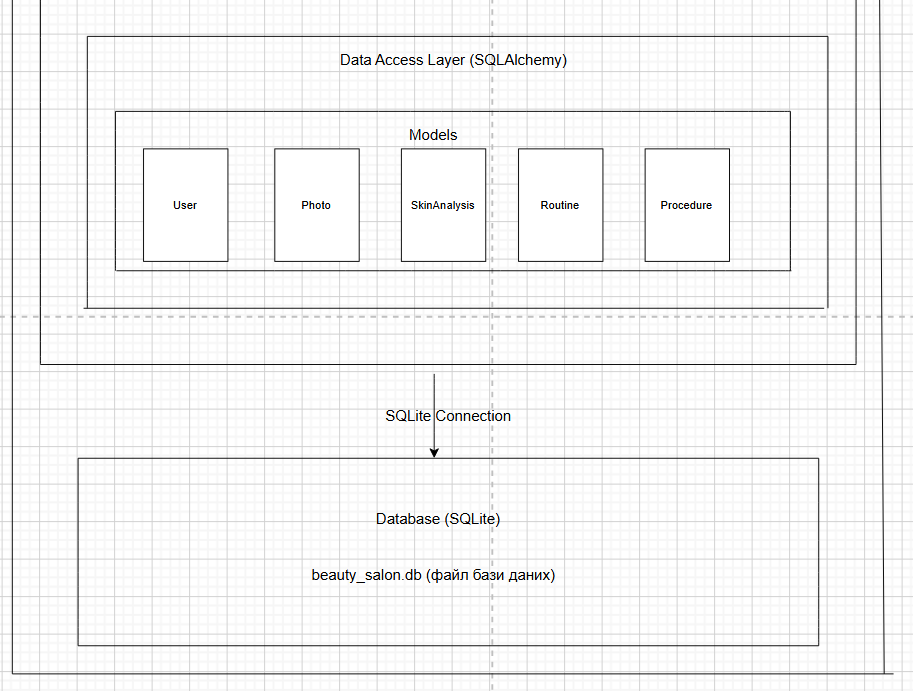 Data Access Layer (SQLAlchemy)
Models
User
Photo
SkinAnalysis
Routine
Procedure
SQLite Connection
Database (SQLite)
beauty_salon.db (файл бази даних)